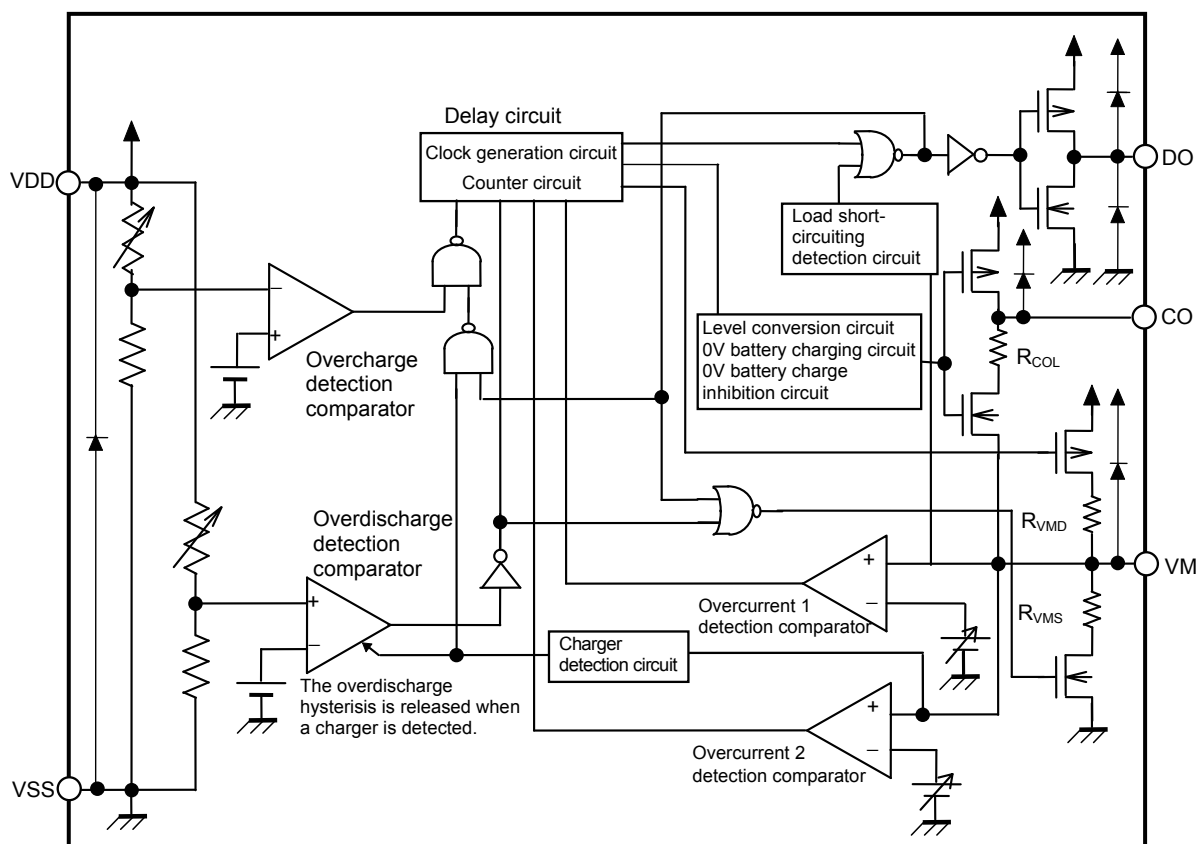 Delay circuit
Clock generation circuit
Counter circuit
VDD
DO
Load short-
circuiting
detection circuit
Level conversion circuit
0V battery charging circuit
0V battery charge
inhibition circuit
CO
RCOL
−
+
Overcharge
detection
comparator
Overdischarge
detection
comparator
RVMD
VM
+
−
Overcurrent 1
detection comparator
RVMS
+
−
Charger
detection circuit
The overdischarge
hysterisis is released when
a charger is detected.
+
−
Overcurrent 2
detection comparator
VSS